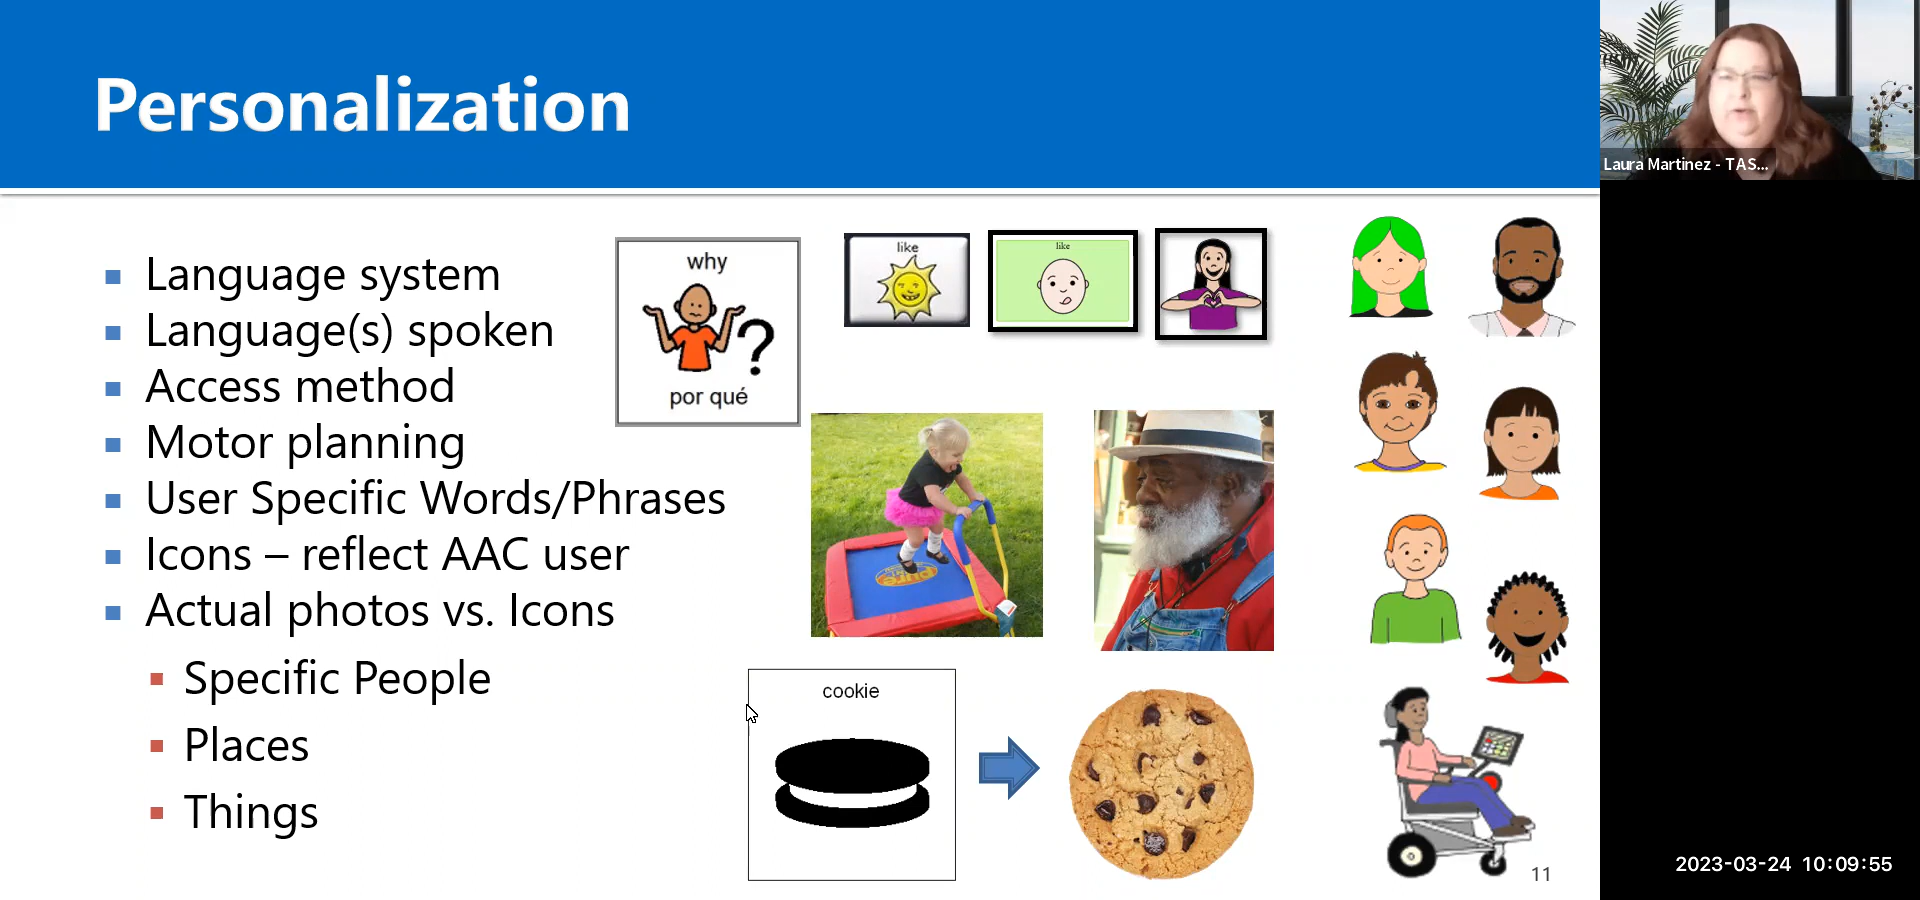 Personalization
Language system
Language(s) spoken
Access method
Motor planning
User Specific Words/Phrases
Icons – reflect AAC user
Actual photos vs. Icons
Specific People
Places
Things
why
?
por qué
like
like
cookie
11
Laura Martinez - TAS...
2023-03-24 10:09:55